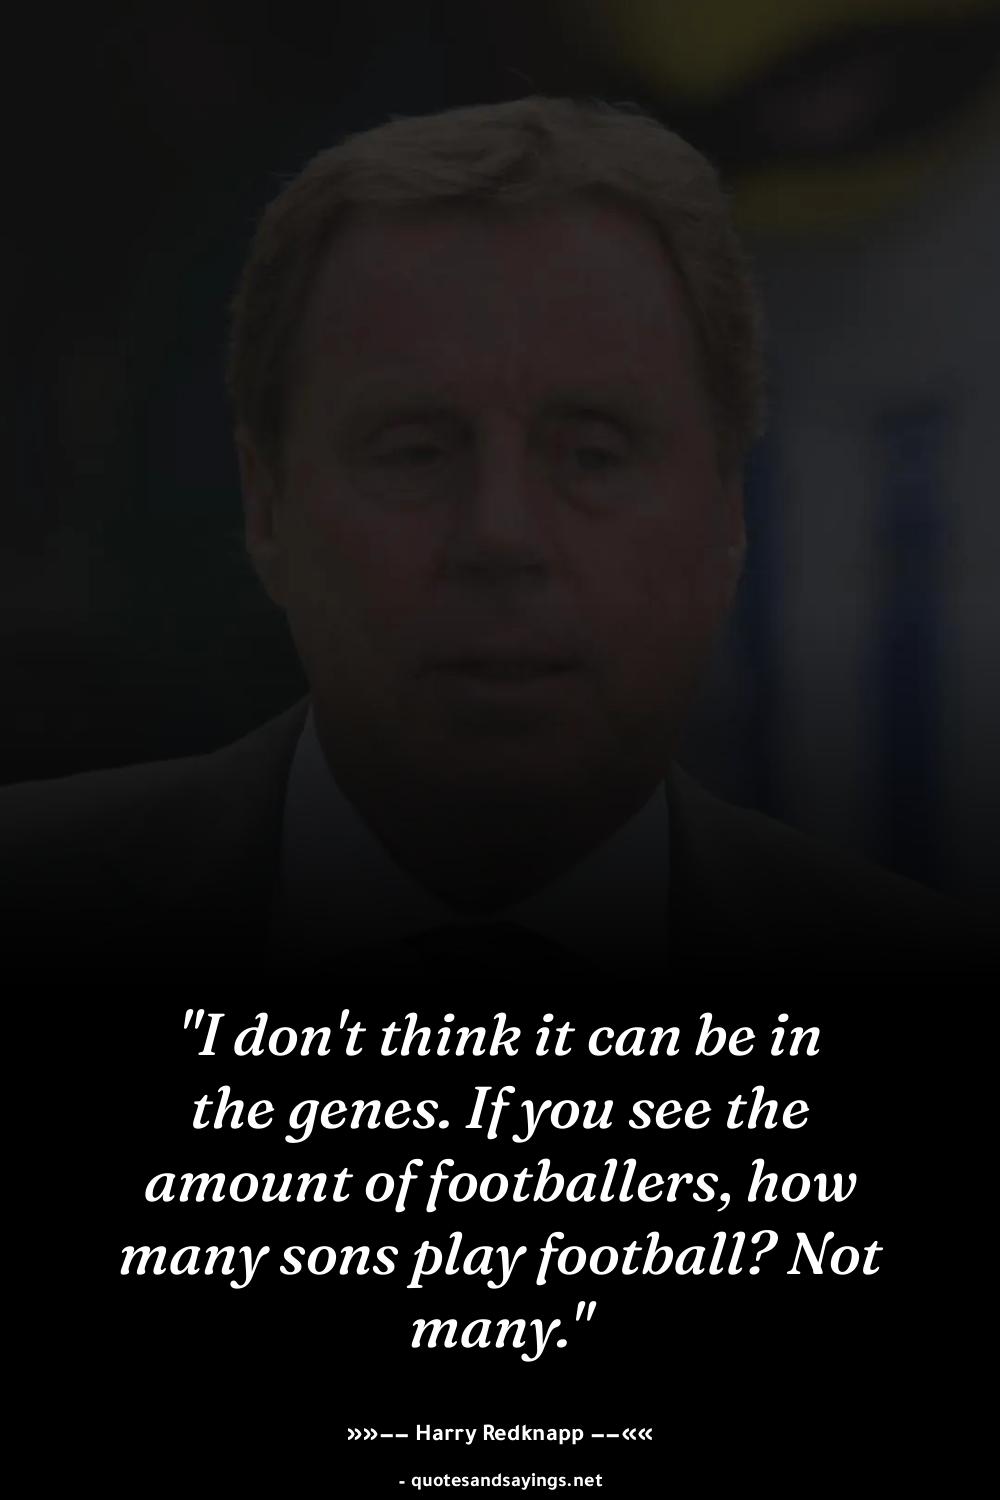 "I don't think it can be in
the genes. If you see the
amount of footballers, how
many sons play football? Not
many."
»»−− Harry Redknapp −−««
- quotesandsayings.net